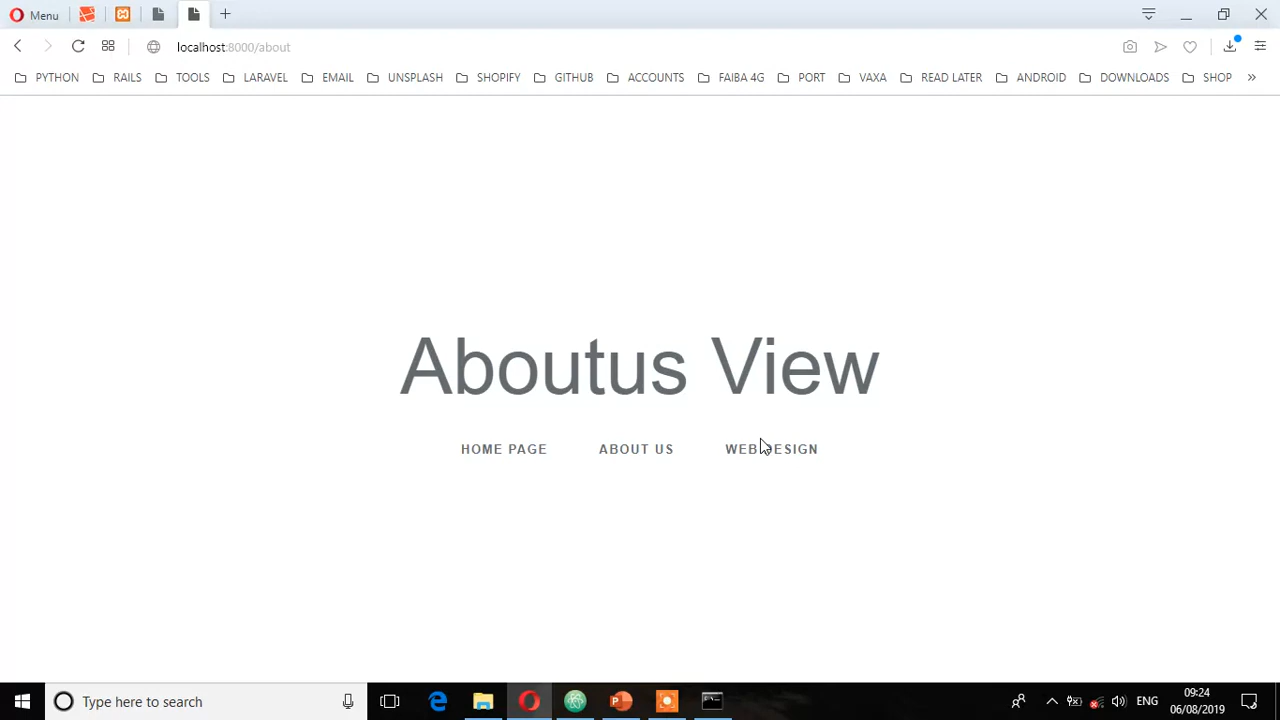 Menu
localhost:8000/about
PYTHON RAILS TOOLS LARAVEL EMAIL UNSPLASH SHOPIFY GITHUB ACCOUNTS FAIBA 4G PORT VAXA READ LATER ANDROID DOWNLOADS SHOP »
Aboutus View
HOME PAGE ABOUT US WEB DESIGN
Type here to search
ENG
09:24
06/08/2019